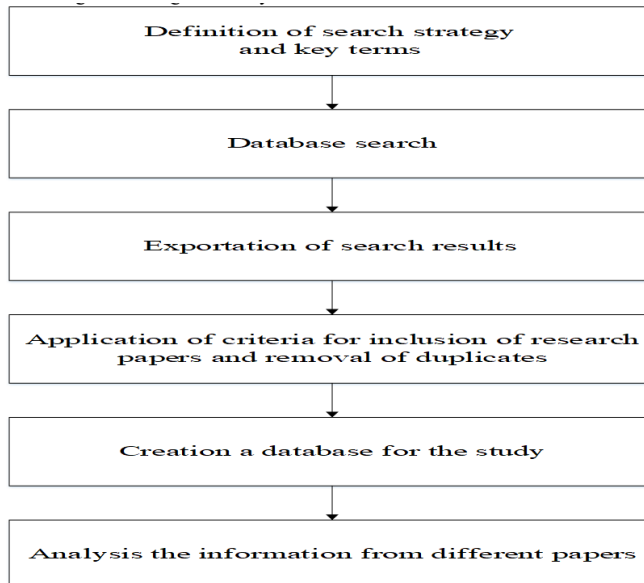 Definition of search strategy
and key terms
Database search
Exportation of search results
Application of criteria for inclusion of research
papers and removal of duplicates
Creation a database for the study
Analysis the information from different papers